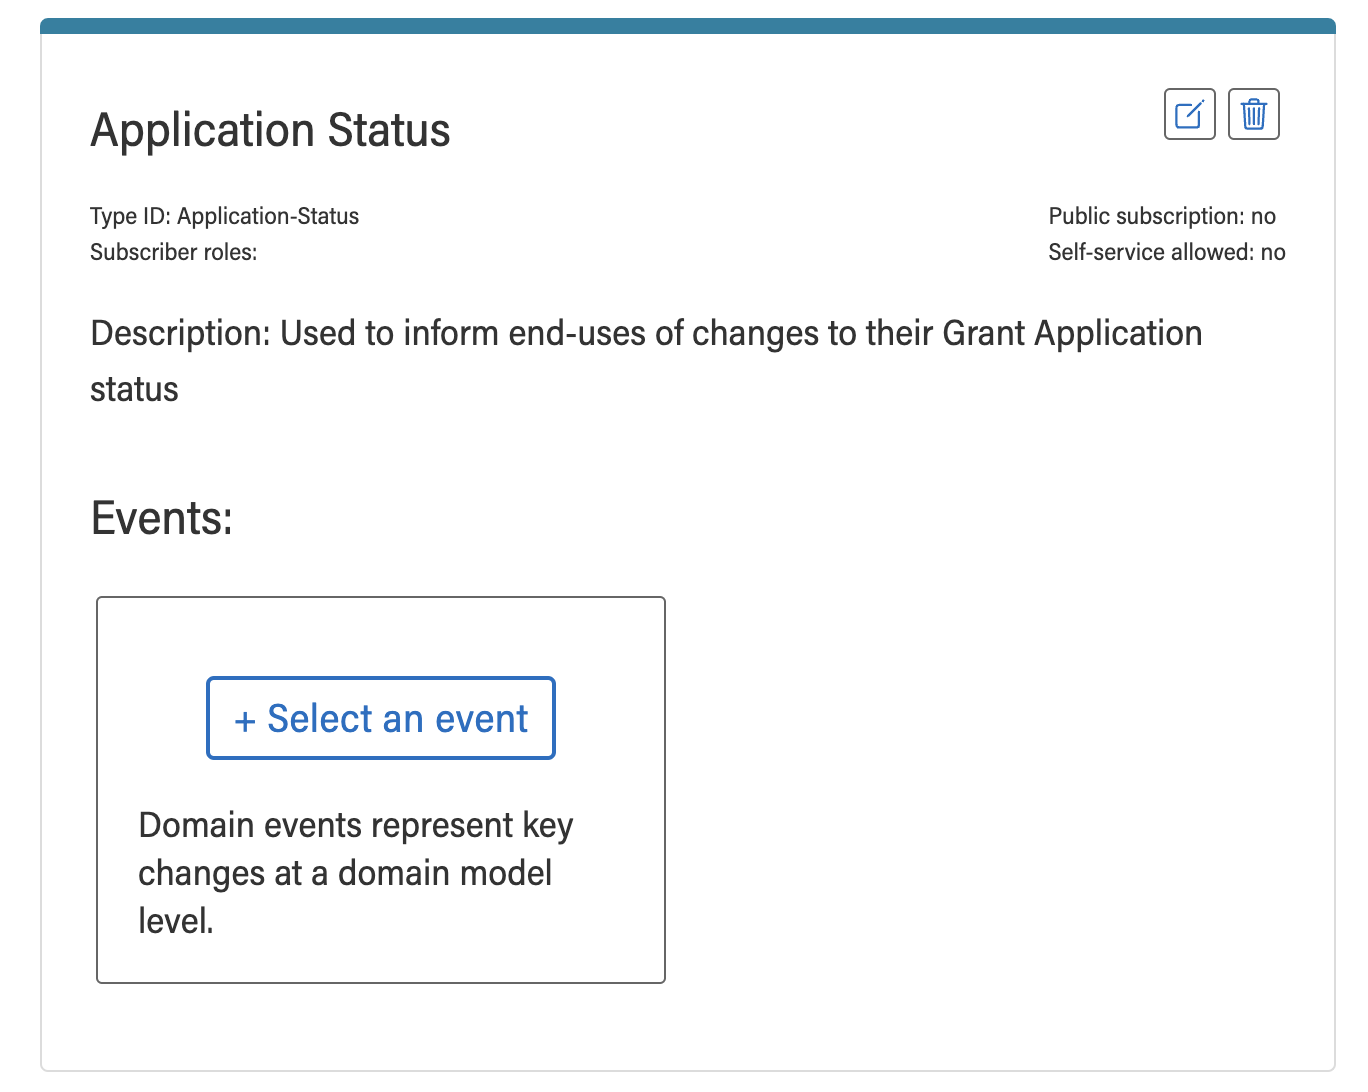 Application Status
Type ID: Application-Status
Public subscription: no
Subscriber roles:
Self-service allowed: no
Description: Used to inform end-uses of changes to their Grant Application
status
Events:
+ Select an event
Domain events represent key
changes at a domain model
level.